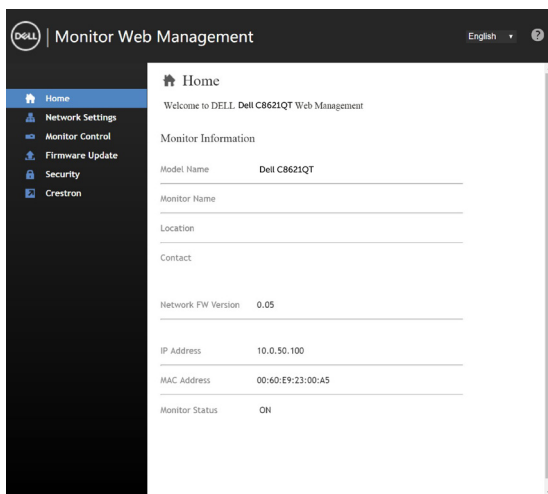 DELL | Monitor Web Management
English
?
Home
Network Settings
Monitor Control
Firmware Update
Security
Crestron
Home
Welcome to DELL Dell C8621QT Web Management
Monitor Information
Model Name Dell C8621QT
Monitor Name
Location
Contact
Network FW Version 0.05
IP Address 10.0.50.100
MAC Address 00:60:E9:23:00:A5
Monitor Status ON